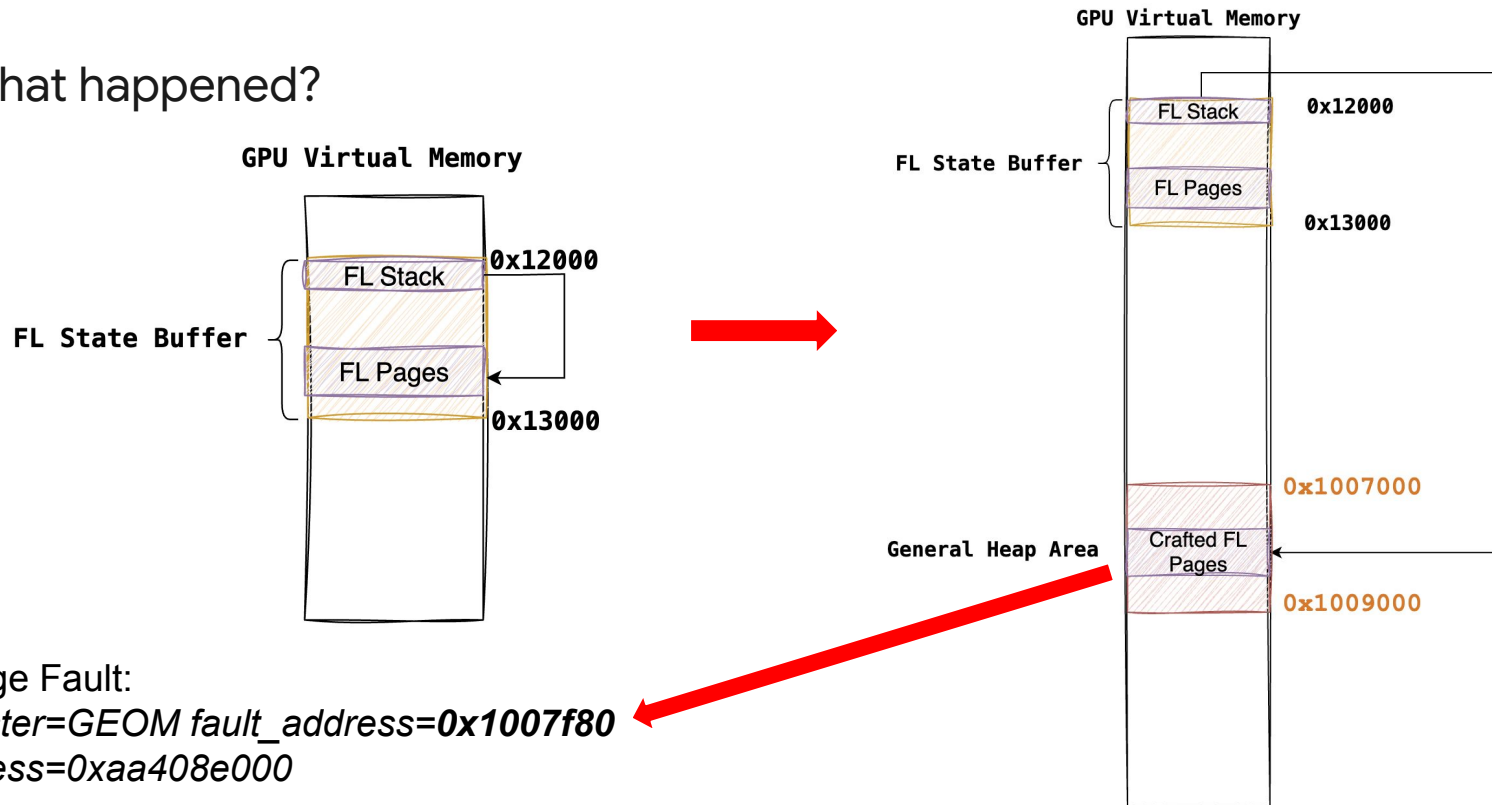 hat happened?
GPU Virtual Memory
FL State Buffer
FL Stack
0x12000
FL Pages
0x13000
GPU Virtual Memory
FL State Buffer
FL Stack
0x12000
FL Pages
0x13000
General Heap Area
0x1007000
Crafted FL
Pages
0x1009000
ge Fault:
ter=GEOM fault_address=0x1007f80
ess=0xaa408e000